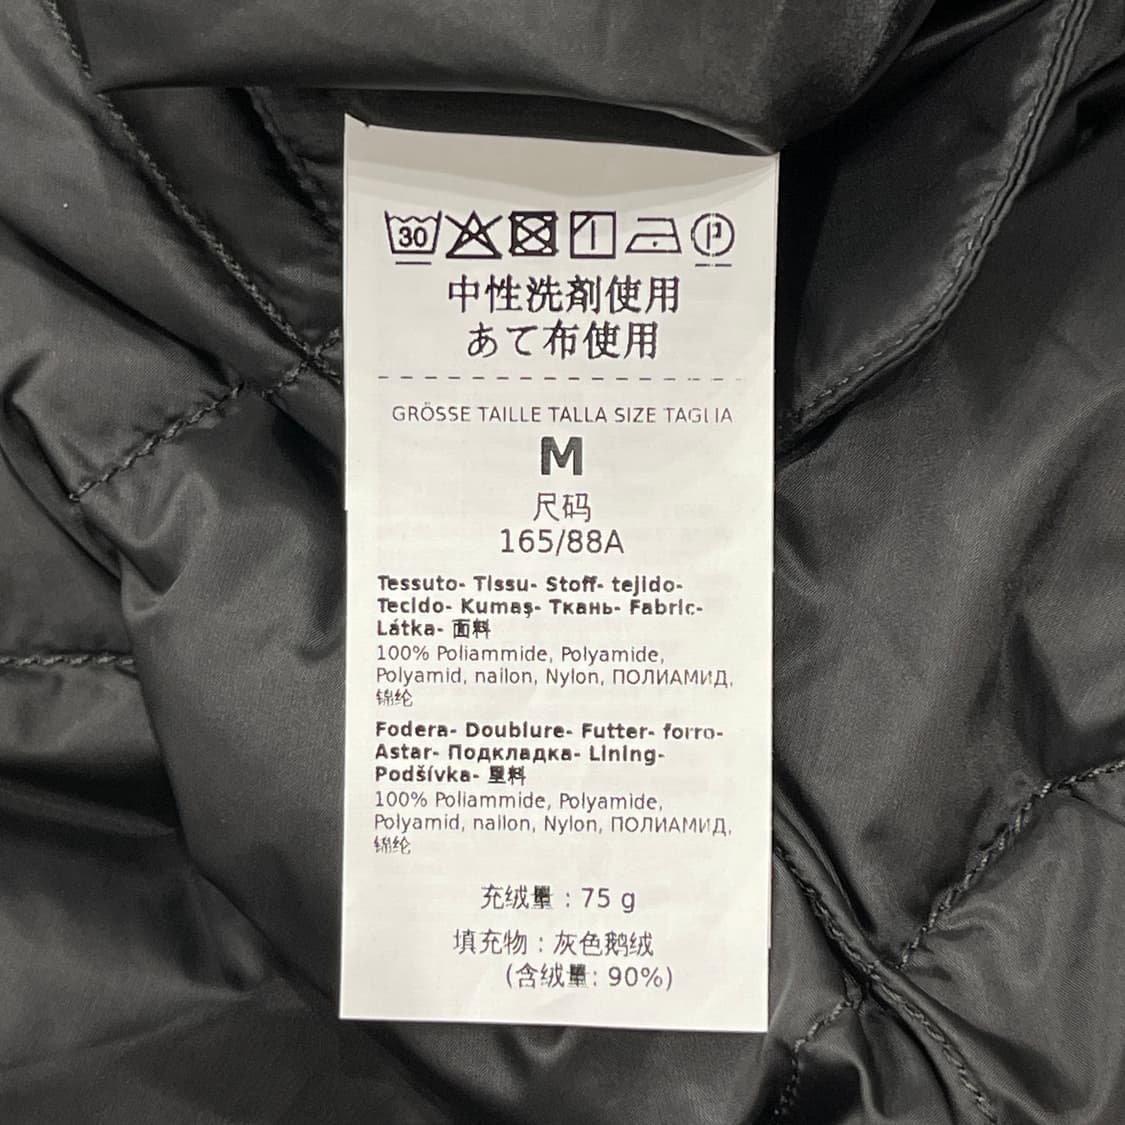 30
P
中性洗剤使用
あて布使用
GRÖSSE TAILLE TALLA SIZE TAGLIA
M
尺码
165/88A
Tessuto- Tissu- Stoff- tejido-
Tecido- Kumaş- Ткань- Fabric-
Látka- 面料
100% Poliammide, Polyamide,
Polyamid, nailon, Nylon, ПОЛИАМИД,
锦纶
Fodera- Doublure- Futter- forro-
Astar- Подкладка- Lining-
Podšívka- 里料
100% Poliammide, Polyamide,
Polyamid, nailon, Nylon, ПОЛИАМИД,
锦纶
充绒量 : 75 g
填充物 : 灰色鹅绒
(含绒量: 90%)